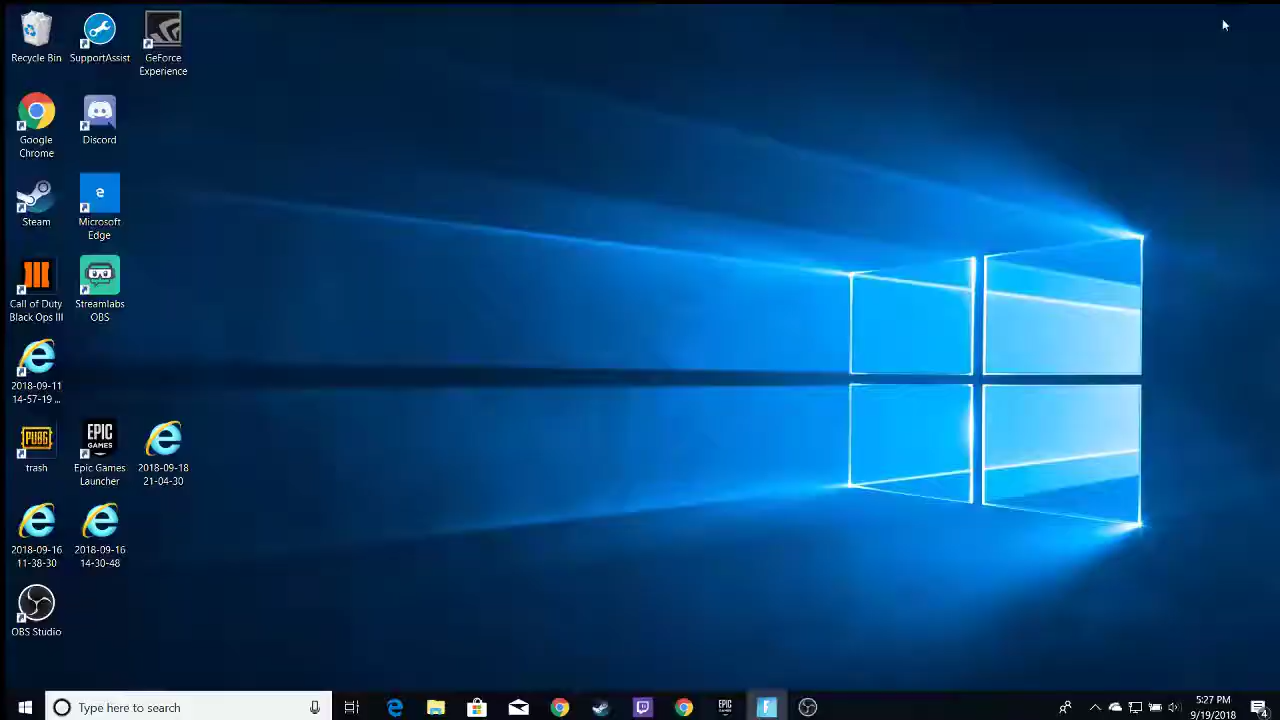 Recycle Bin
SupportAssist
GeForce
Experience
Google
Chrome
Discord
Steam
Microsoft
Edge
Call of Duty
Black Ops III
Streamlabs
OBS
2018-09-11
14-57-19 ...
PUBG
trash
EPIC
GAMES
Epic Games
Launcher
2018-09-18
21-04-30
2018-09-16
11-38-30
2018-09-16
14-30-48
OBS Studio
Type here to search
EPIC
5:27 PM
9/19/2018
4